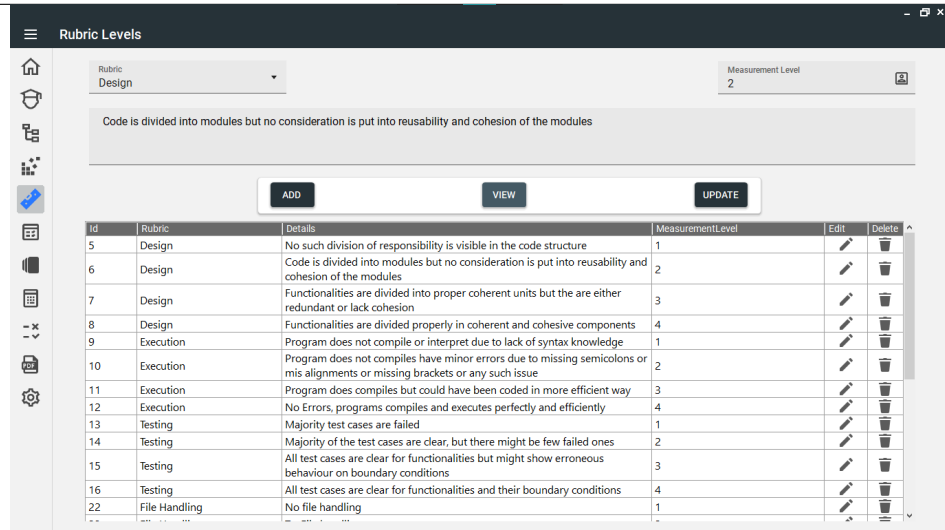 Rubric Levels
Rubric
Design
Measurement Level
2
Code is divided into modules but no consideration is put into reusability and cohesion of the modules
ADD VIEW UPDATE
Id Rubric Details MeasurementLevel Edit Delete
5 Design No such division of responsibility is visible in the code structure 1
6 Design Code is divided into modules but no consideration is put into reusability and
cohesion of the modules 2
7 Design Functionalities are divided into proper coherent units but the are either
redundant or lack cohesion 3
8 Design Functionalities are divided properly in coherent and cohesive components 4
9 Execution Program does not compile or interpret due to lack of syntax knowledge 1
10 Execution Program does not compiles have minor errors due to missing semicolons or
mis alignments or missing brackets or any such issue 2
11 Execution Program does compiles but could have been coded in more efficient way 3
12 Execution No Errors, programs compiles and executes perfectly and efficiently 4
13 Testing Majority test cases are failed 1
14 Testing Majority of the test cases are clear, but there might be few failed ones 2
15 Testing All test cases are clear for functionalities but might show erroneous
behaviour on boundary conditions 3
16 Testing All test cases are clear for functionalities and their boundary conditions 4
22 File Handling No file handling 1
PDF